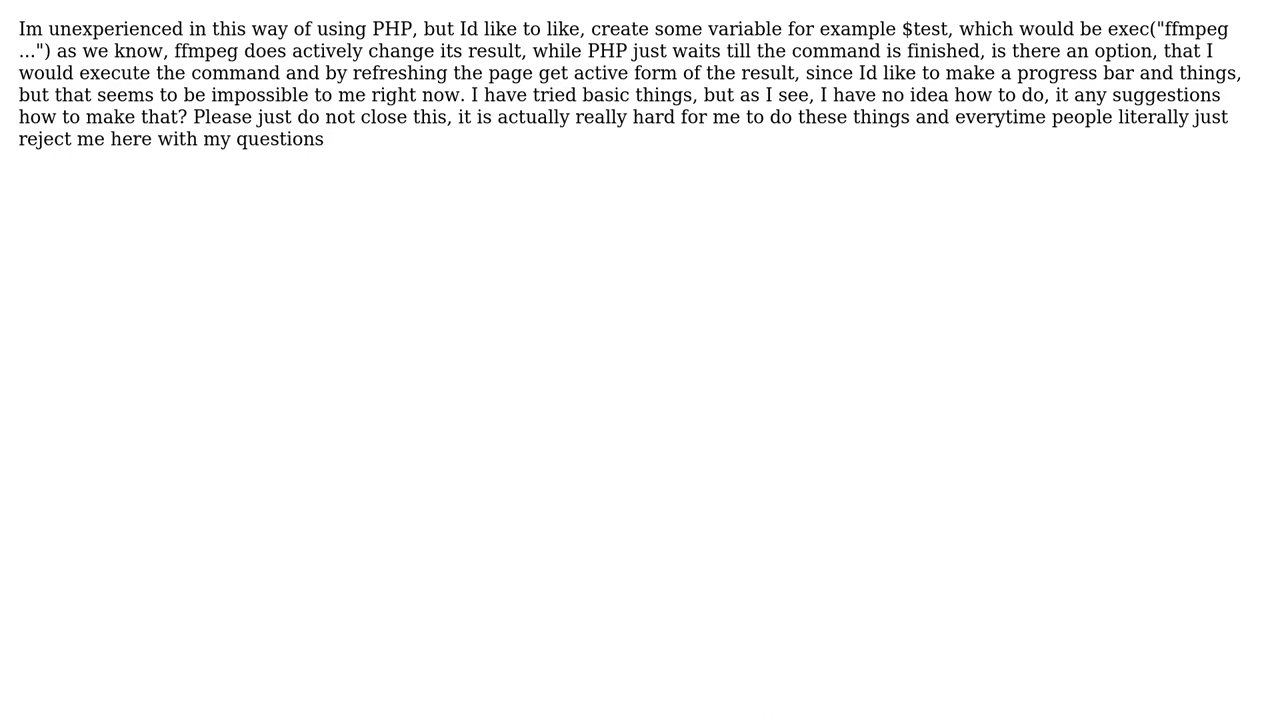 Im unexperienced in this way of using PHP, but Id like to like, create some variable for example $test, which would be exec("ffmpeg
...") as we know, ffmpeg does actively change its result, while PHP just waits till the command is finished, is there an option, that I
would execute the command and by refreshing the page get active form of the result, since Id like to make a progress bar and things,
but that seems to be impossible to me right now. I have tried basic things, but as I see, I have no idea how to do, it any suggestions
how to make that? Please just do not close this, it is actually really hard for me to do these things and everytime people literally just
reject me here with my questions